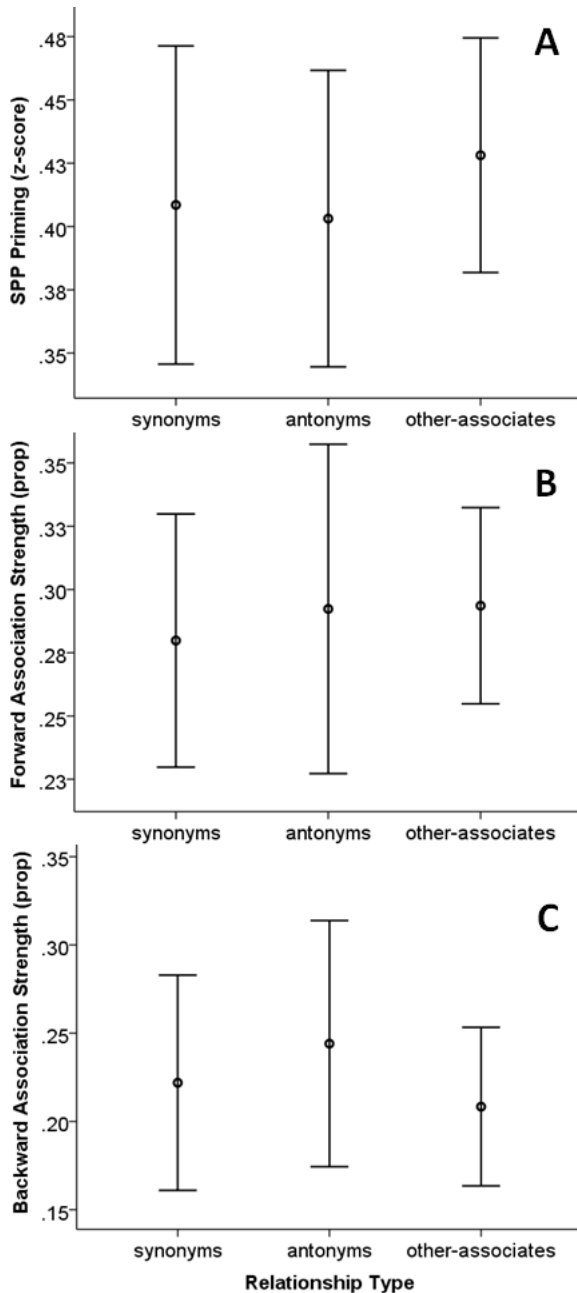 A
SPP Priming (z-score)
.48
.45
.43
.40
.38
.35
synonyms antonyms other-associates
B
Forward Association Strength (prop)
.35
.33
.30
.28
.25
.23
synonyms antonyms other-associates
C
Backward Association Strength (prop)
.35
.30
.25
.20
.15
synonyms antonyms other-associates
Relationship Type